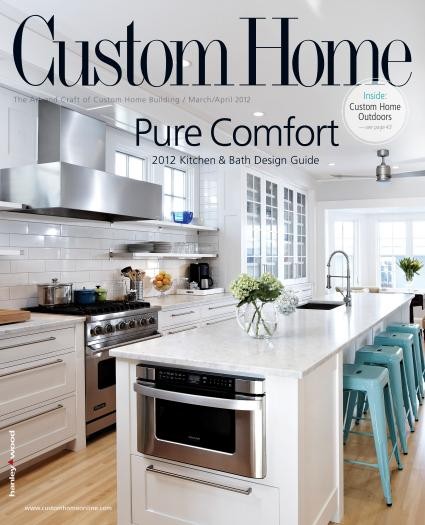 Custom Home
The Art and Craft of Custom Home Building / March/April 2012
Inside:
Custom Home
Outdoors
—see page 43
Pure Comfort
2012 Kitchen & Bath Design Guide
hanley wood
www.customhomeonline.com